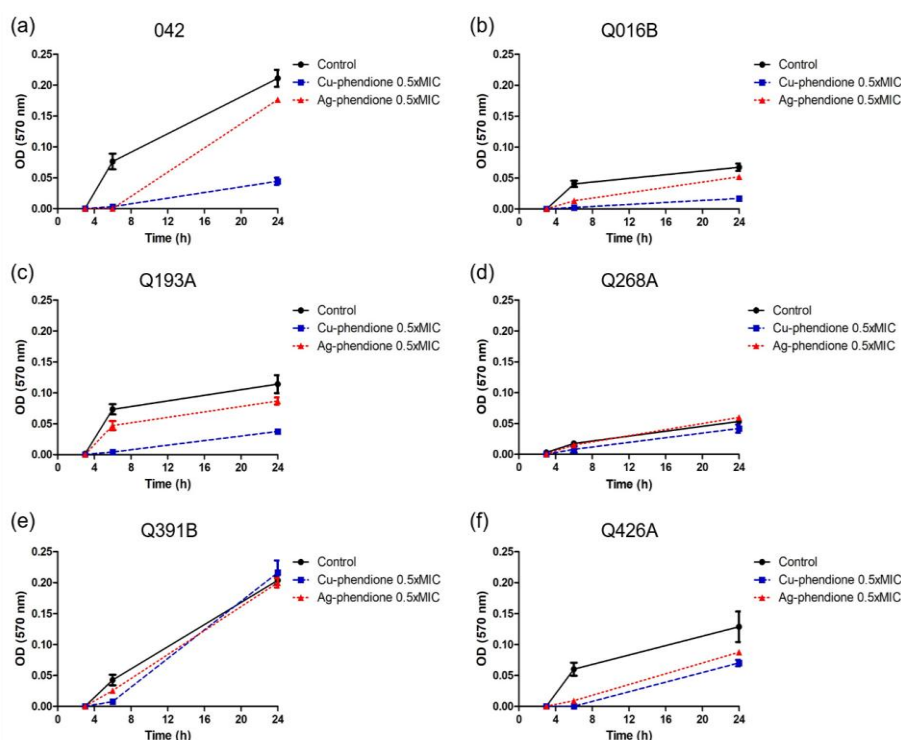 (a)
042
0.25
0.20
0.15
0.10
0.05
0.00
OD (570 nm)
0 4 8 12 16 20 24
Time (h)
Control
Cu-phendione 0.5xMIC
Ag-phendione 0.5xMIC
(b)
Q016B
0.25
0.20
0.15
0.10
0.05
0.00
OD (570 nm)
0 4 8 12 16 20 24
Time (h)
Control
Cu-phendione 0.5xMIC
Ag-phendione 0.5xMIC
(c)
Q193A
0.25
0.20
0.15
0.10
0.05
0.00
OD (570 nm)
0 4 8 12 16 20 24
Time (h)
Control
Cu-phendione 0.5xMIC
Ag-phendione 0.5xMIC
(d)
Q268A
0.25
0.20
0.15
0.10
0.05
0.00
OD (570 nm)
0 4 8 12 16 20 24
Time (h)
Control
Cu-phendione 0.5xMIC
Ag-phendione 0.5xMIC
(e)
Q391B
0.25
0.20
0.15
0.10
0.05
0.00
OD (570 nm)
0 4 8 12 16 20 24
Time (h)
Control
Cu-phendione 0.5xMIC
Ag-phendione 0.5xMIC
(f)
Q426A
0.25
0.20
0.15
0.10
0.05
0.00
OD (570 nm)
0 4 8 12 16 20 24
Time (h)
Control
Cu-phendione 0.5xMIC
Ag-phendione 0.5xMIC